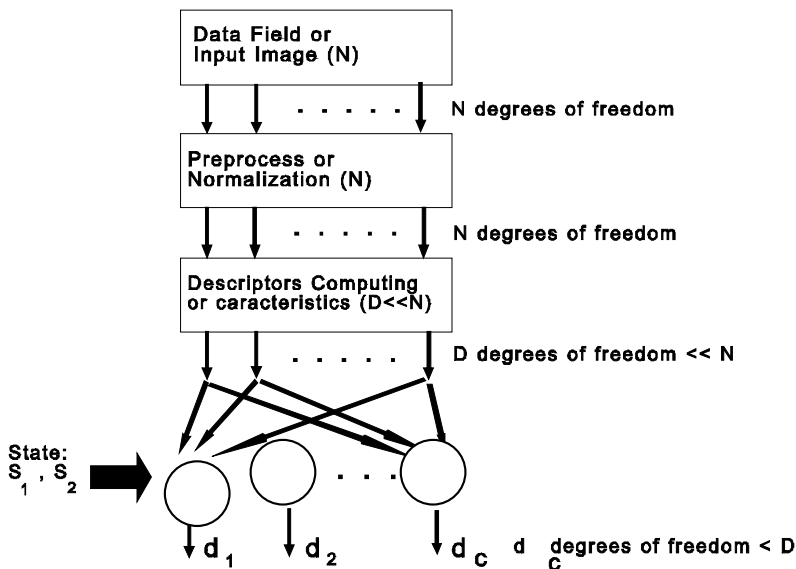 Data Field or
Input Image (N)
N degrees of freedom
Preprocess or
Normalization (N)
N degrees of freedom
Descriptors Computing
or caracteristics (D<<N)
D degrees of freedom << N
State:
S1 , S2
d1 d2 dC d C degrees of freedom < D